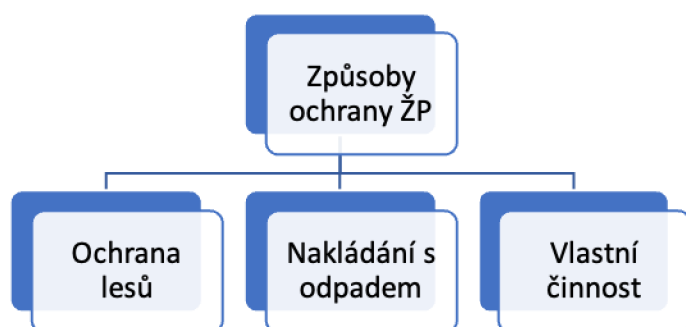 Způsoby
ochrany ŽP
Ochrana
lesů
Nakládání s
odpadem
Vlastní
činnost